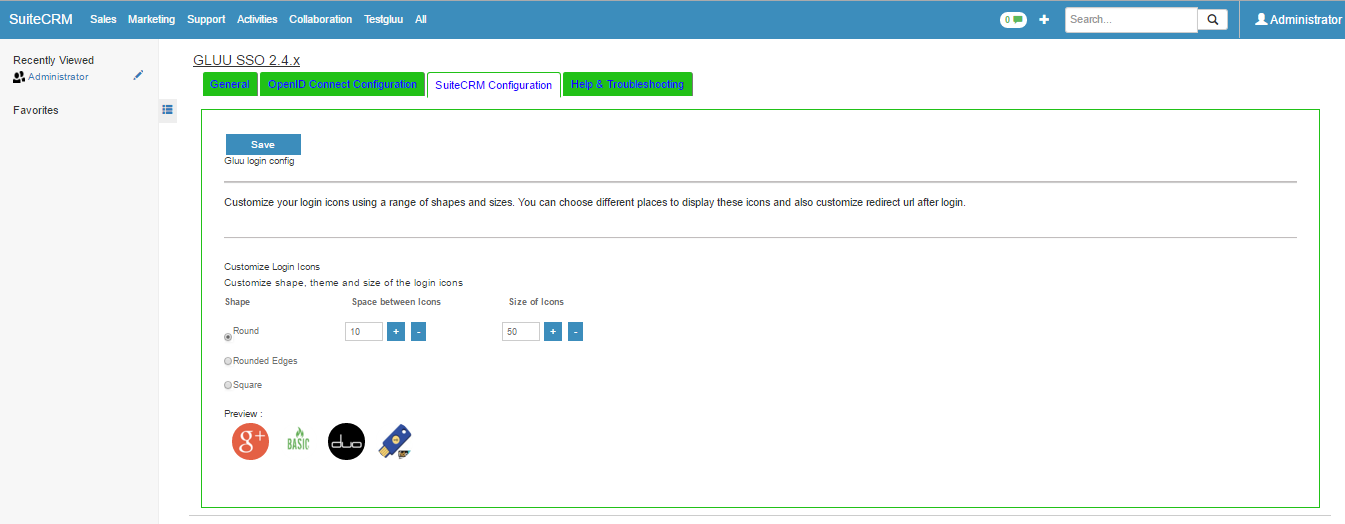 SuiteCRM Sales Marketing Support Activities Collaboration Testgluu All 0 + Search... Administrator
Recently Viewed
Administrator
Favorites
GLUU SSO 2.4.x
General OpenID Connect Configuration SuiteCRM Configuration Help & Troubleshooting
Save
Gluu login config
Customize your login icons using a range of shapes and sizes. You can choose different places to display these icons and also customize redirect url after login.
Customize Login Icons
Customize shape, theme and size of the login icons
Shape Space between Icons Size of Icons
Round 10 + - 50 + -
Rounded Edges
Square
Preview :
g+ BASIC duo